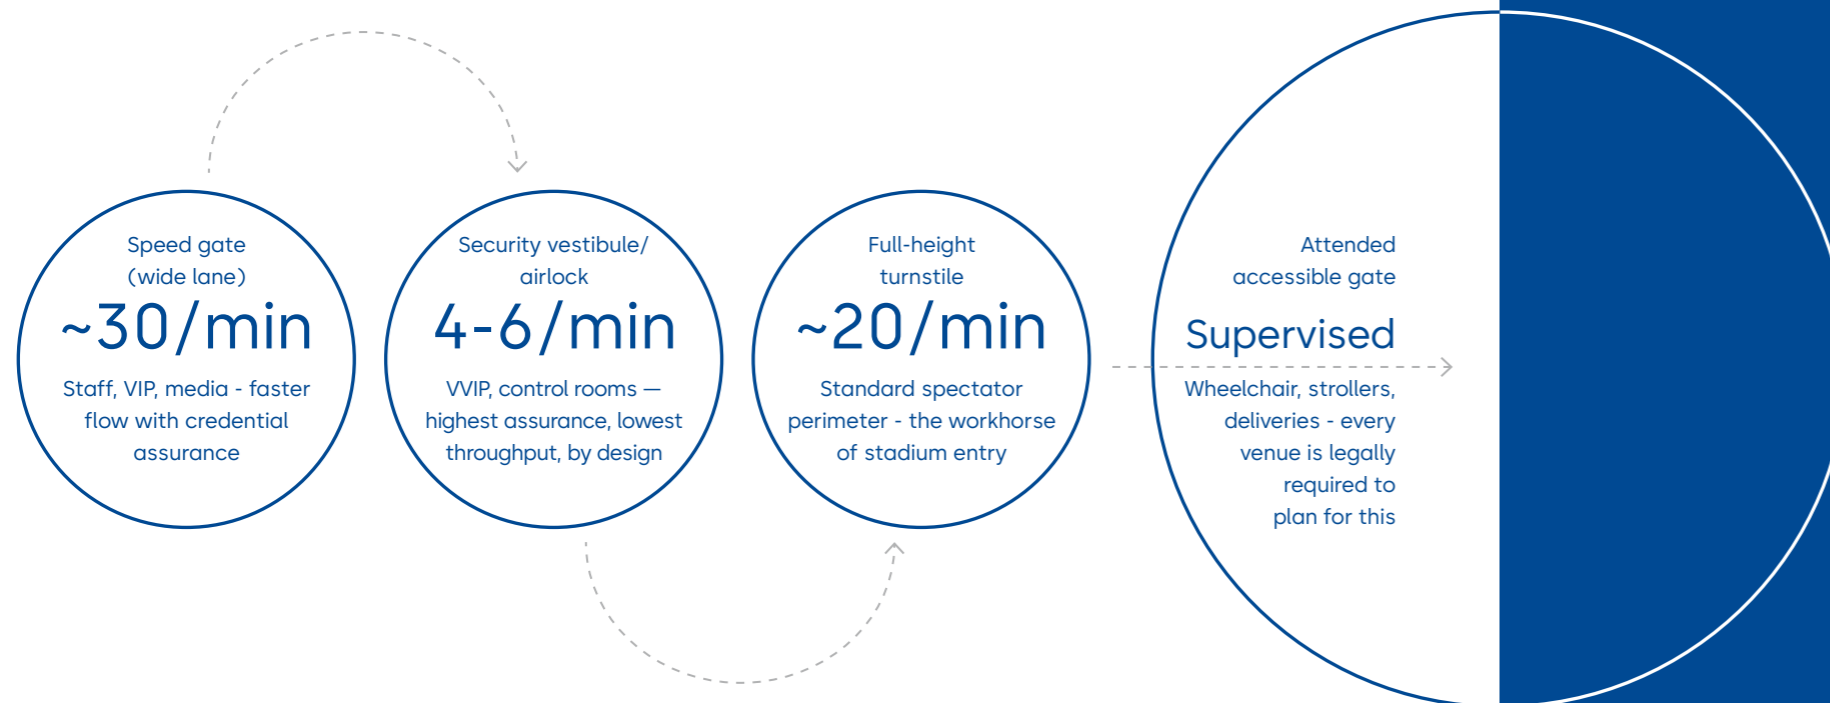 Speed gate
(wide lane)
~30/min
Staff, VIP, media - faster
flow with credential
assurance
Security vestibule/
airlock
4-6/min
VVIP, control rooms —
highest assurance, lowest
throughput, by design
Full-height
turnstile
~20/min
Standard spectator
perimeter - the workhorse
of stadium entry
Attended
accessible gate
Supervised
Wheelchair, strollers,
deliveries - every
venue is legally
required to
plan for this